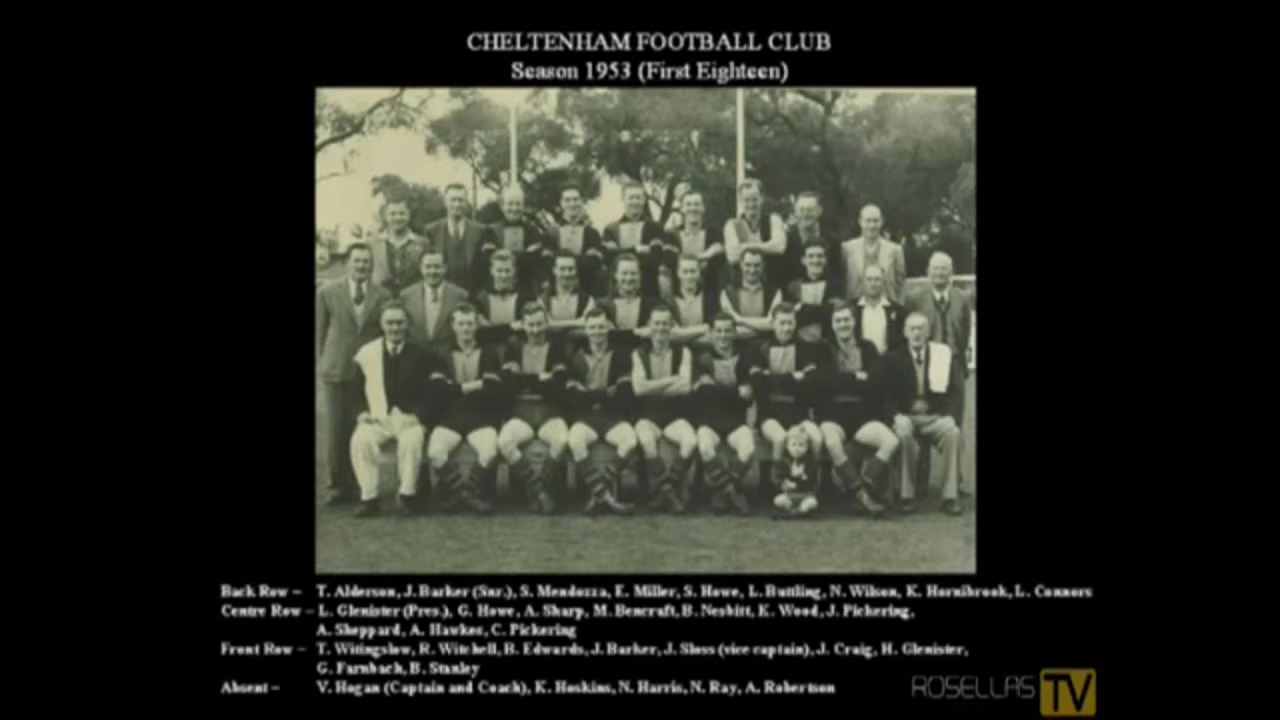 CHELTENHAM FOOTBALL CLUB
Season 1953 (First Eighteen)
Back Row – T. Alderson, J. Barker (Snr.), S. Mendozza, E. Miller, S. Howe, L. Buttling, N. Wilson, K. Hornibrook, L. Connors
Centre Row – L. Glenister (Pres.), G. Howe, A. Sharp, M. Bencraft, B. Nesbitt, K. Wood, J. Pickering,
A. Sheppard, A. Hawkes, C. Pickering
Front Row – T. Witingslow, R. Witchell, B. Edwards, J. Barker, J. Sloss (vice captain), J. Craig, H. Glenister,
G. Farnbach, B. Stanley
Absent – V. Hogan (Captain and Coach), K. Hoskins, N. Harris, N. Ray, A. Robertson
ROSELLAS TV